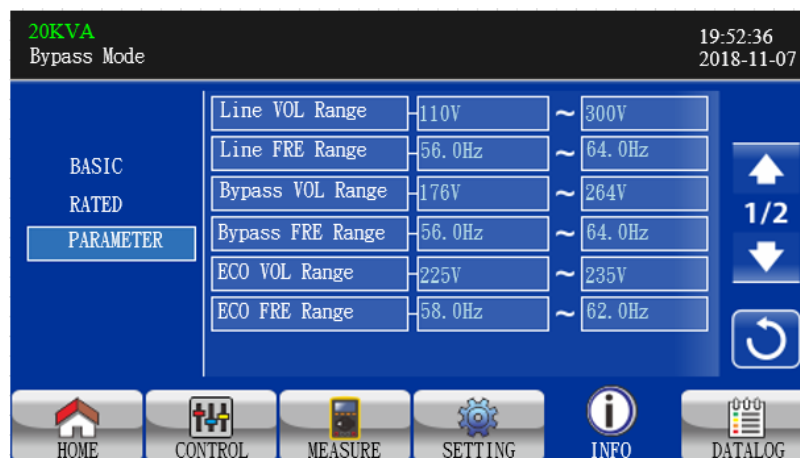 20KVA
Bypass Mode
19:52:36
2018-11-07
BASIC
RATED
PARAMETER
Line VOL Range 110V ~ 300V
Line FRE Range 56.0Hz ~ 64.0Hz
Bypass VOL Range 176V ~ 264V
Bypass FRE Range 56.0Hz ~ 64.0Hz
ECO VOL Range 225V ~ 235V
ECO FRE Range 58.0Hz ~ 62.0Hz
1/2
HOME CONTROL MEASURE SETTING INFO DATALOG